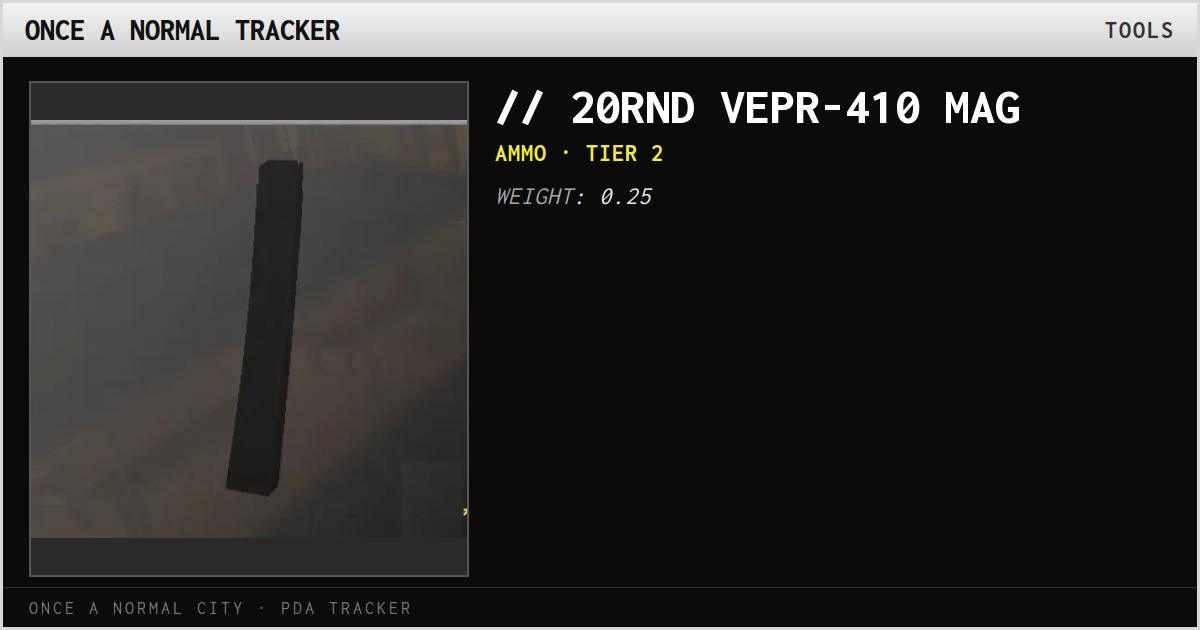 ONCE A NORMAL TRACKER
TOOLS
// 20RND VEPR-410 MAG
AMMO · TIER 2
WEIGHT: 0.25
ONCE A NORMAL CITY · PDA TRACKER